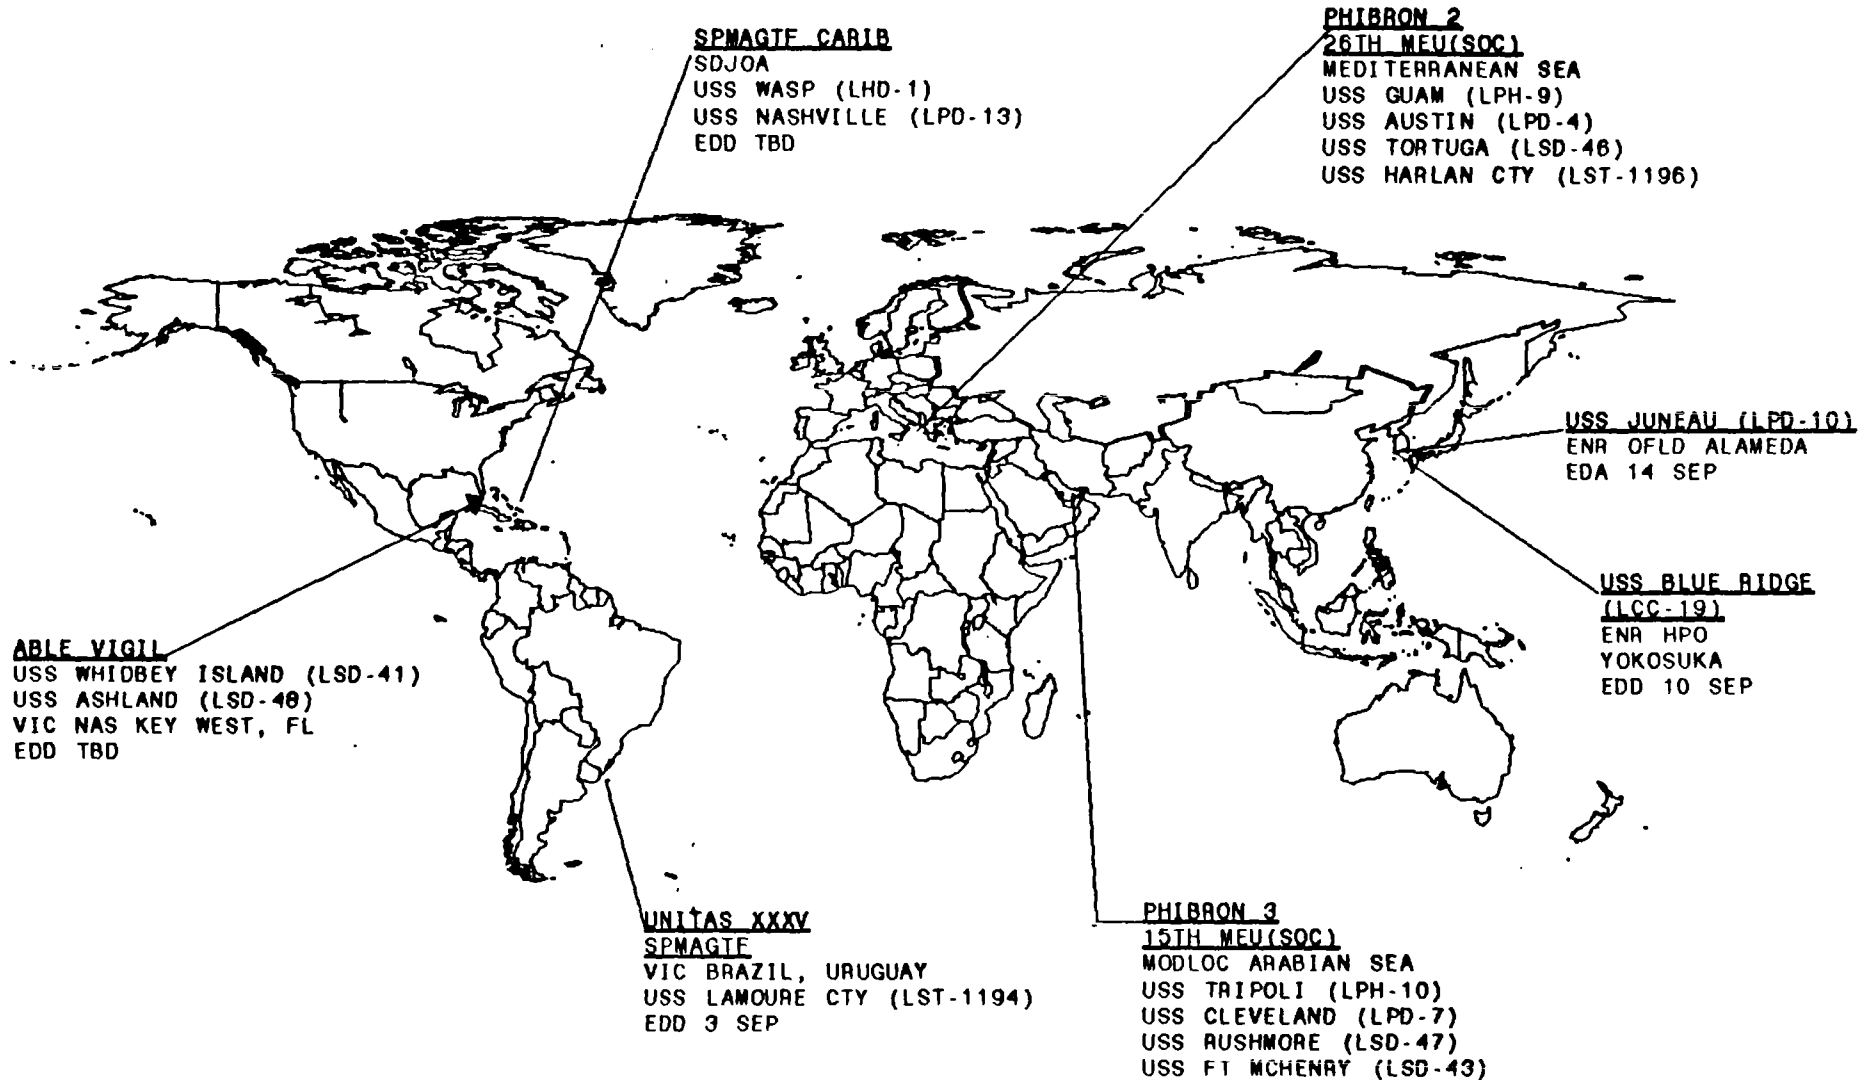 SPMAGTF CARIB
SDJOA
USS WASP (LHD-1)
USS NASHVILLE (LPD-13)
EDD TBD
PHIBRON 2
26TH MEU(SOC)
MEDITERRANEAN SEA
USS GUAM (LPH-9)
USS AUSTIN (LPD-4)
USS TORTUGA (LSD-46)
USS HARLAN CTY (LST-1196)
USS JUNEAU (LPD-10)
ENR OFLD ALAMEDA
EDA 14 SEP
USS BLUE RIDGE
(LCC-19)
ENR HPO
YOKOSUKA
EDD 10 SEP
ABLE VIGIL
USS WHIDBEY ISLAND (LSD-41)
USS ASHLAND (LSD-48)
VIC NAS KEY WEST, FL
EDD TBD
UNITAS XXXV
SPMAGTF
VIC BRAZIL, URUGUAY
USS LAMOURE CTY (LST-1194)
EDD 3 SEP
PHIBRON 3
15TH MEU(SOC)
MODLOC ARABIAN SEA
USS TRIPOLI (LPH-10)
USS CLEVELAND (LPD-7)
USS RUSHMORE (LSD-47)
USS FT MCHENRY (LSD-43)